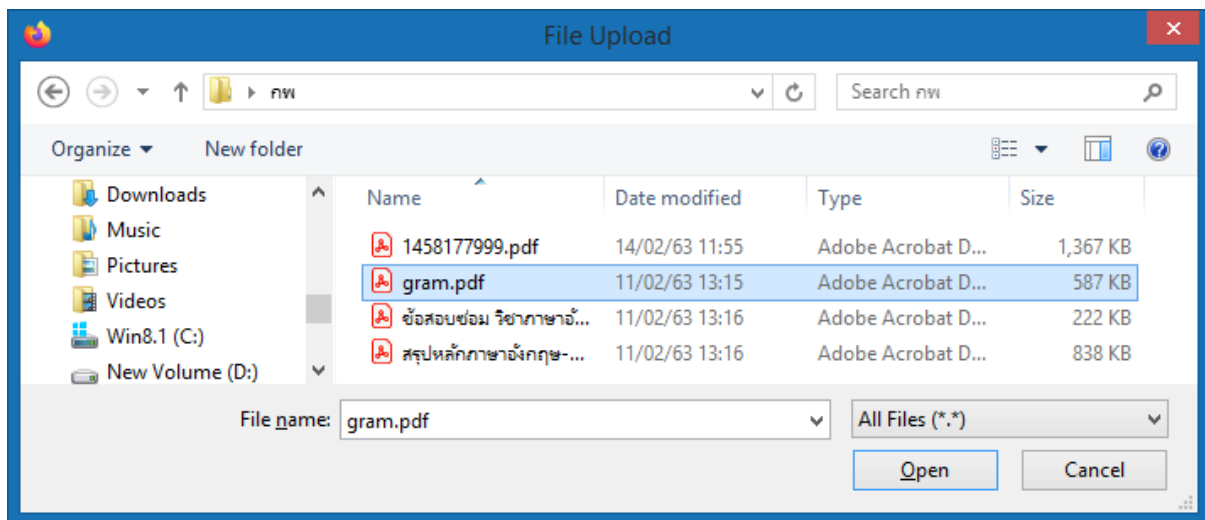 File Upload
กพ
Search กพ
Organize
New folder
Downloads
Music
Pictures
Videos
Win8.1 (C:)
New Volume (D:)
Name Date modified Type Size
1458177999.pdf 14/02/63 11:55 Adobe Acrobat D... 1,367 KB
gram.pdf 11/02/63 13:15 Adobe Acrobat D... 587 KB
ข้อสอบซ่อม วิชาภาษาอั... 11/02/63 13:16 Adobe Acrobat D... 222 KB
สรุปหลักภาษาอังกฤษ-... 11/02/63 13:16 Adobe Acrobat D... 838 KB
File name: gram.pdf
All Files (*.*)
Open
Cancel